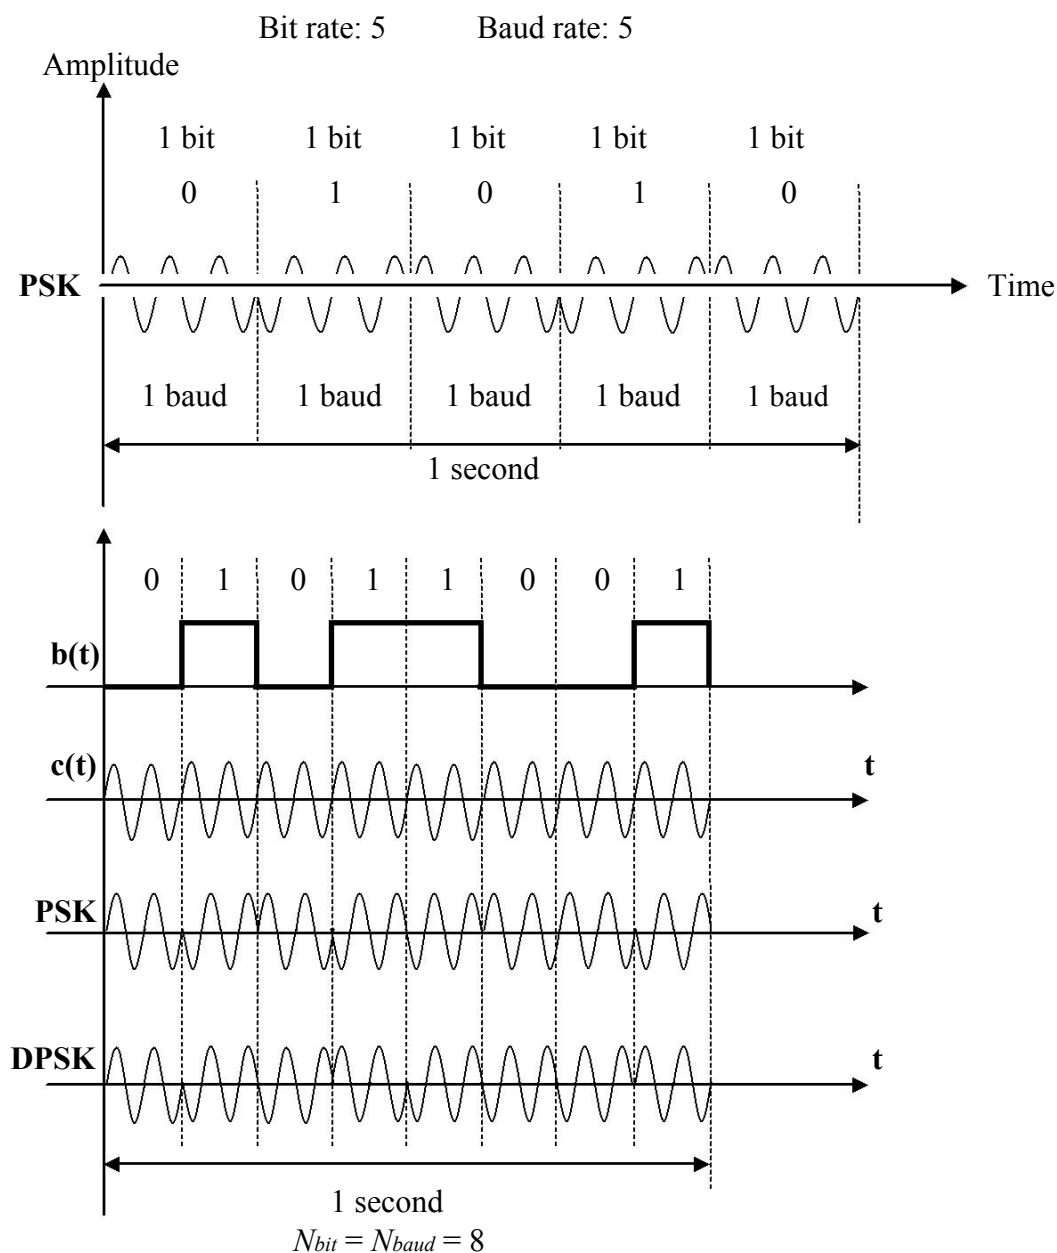 Bit rate: 5 Baud rate: 5
Amplitude
1 bit 1 bit 1 bit 1 bit 1 bit
0 1 0 1 0
PSK Time
1 baud 1 baud 1 baud 1 baud 1 baud
1 second
0 1 0 1 1 0 0 1
b(t)
c(t) t
PSK t
DPSK t
1 second
Nbit = Nbaud = 8